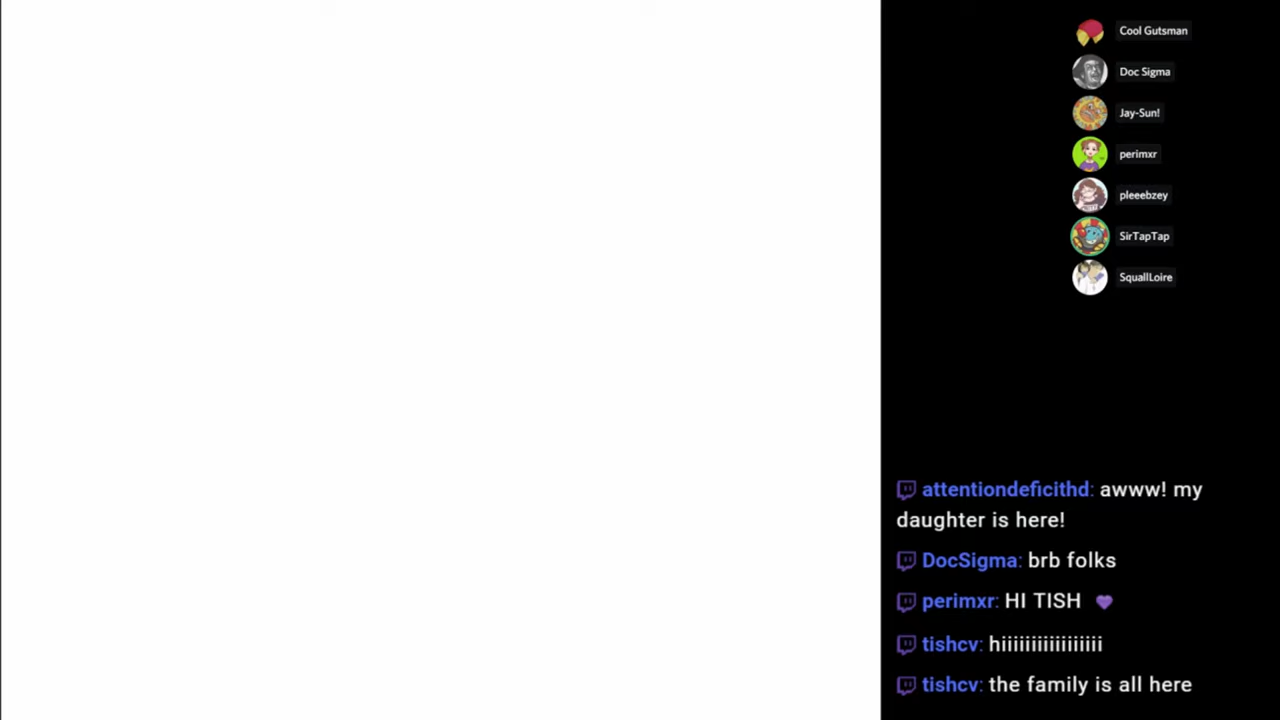 Cool Gutsman
Doc Sigma
Jay-Sun!
perimxr
pleeebzey
SirTapTap
SquallLoire
attentiondeficithd: awww! my
daughter is here!
DocSigma: brb folks
perimxr: HI TISH
tishcv: hiiiiiiiiiiiiiiiii
tishcv: the family is all here